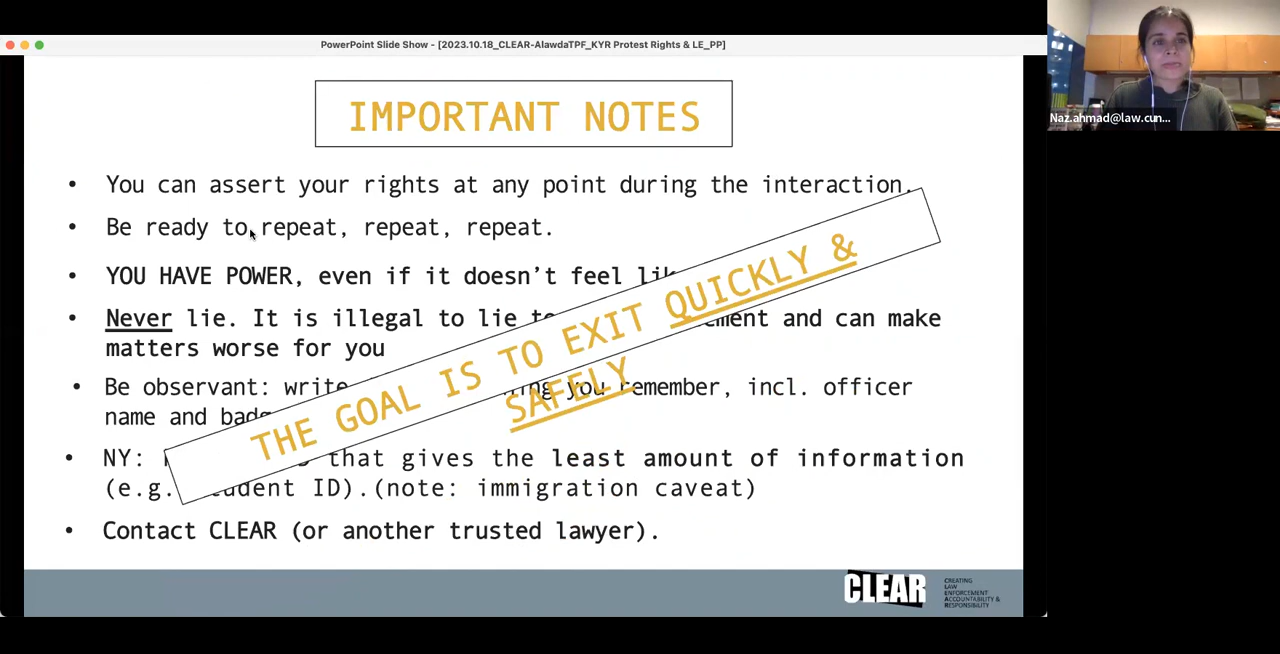 PowerPoint Slide Show - [2023.10.18_CLEAR-AlawdaTPF_KYR Protest Rights & LE_PP]
Naz.ahmad@law.cun...
IMPORTANT NOTES
• You can assert your rights at any point during the interaction.
• Be ready to repeat, repeat, repeat.
• YOU HAVE POWER, even if it doesn’t feel
• Never lie. It is illegal to lie and can make
matters worse for you
• Be observant: write you remember, incl. officer
name and
• NY: that gives the least amount of information
(e.g. student ID).(note: immigration caveat)
• Contact CLEAR (or another trusted lawyer).
THE GOAL IS TO EXIT QUICKLY &
SAFELY
CLEAR
CREATING
LAW
ENFORCEMENT
ACCOUNTABILITY &
RESPONSIBILITY